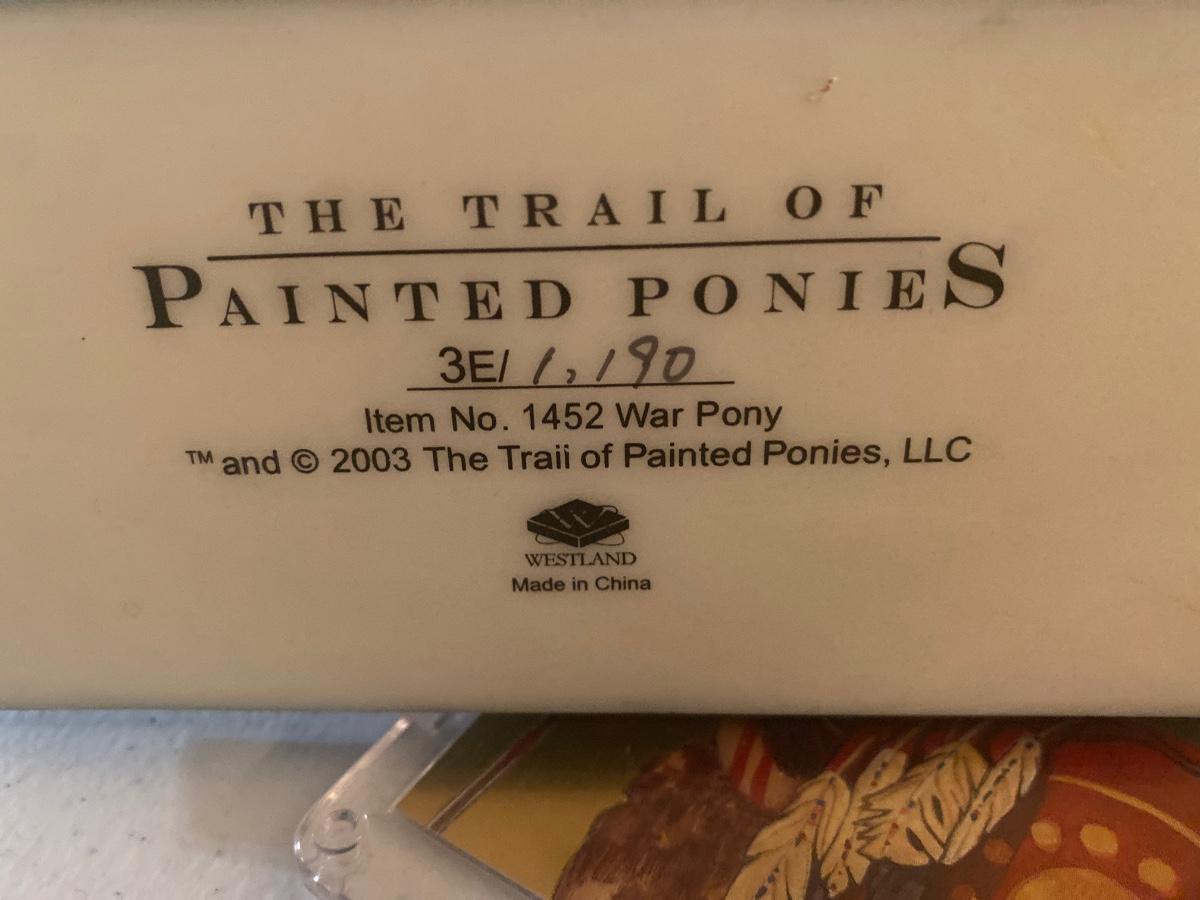 THE TRAIL OF
PAINTED PONIES
3E/ 1,190
Item No. 1452 War Pony
™ and © 2003 The Traii of Painted Ponies, LLC
W
WESTLAND
Made in China